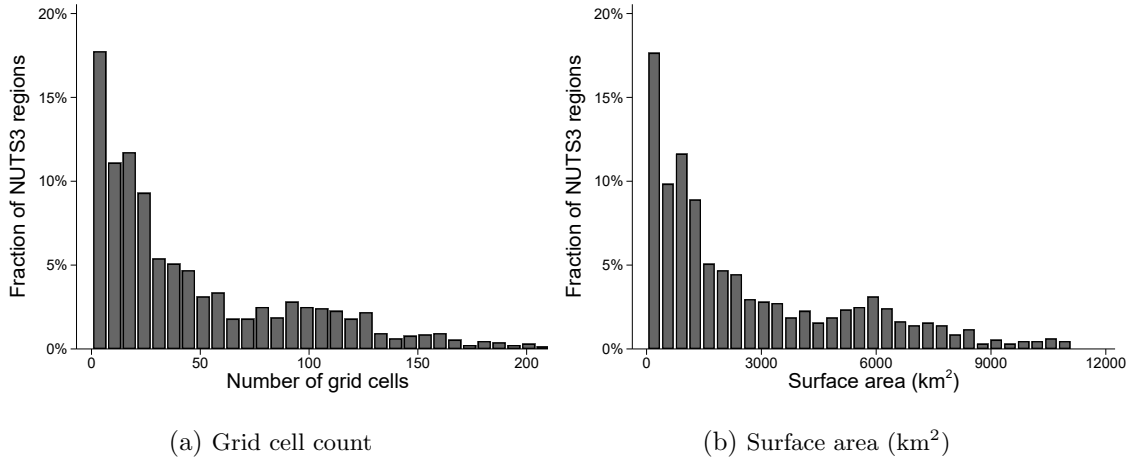 20%
15%
10%
5%
0%
Fraction of NUTS3 regions
0 50 100 150 200
Number of grid cells
(a) Grid cell count
20%
15%
10%
5%
0%
Fraction of NUTS3 regions
0 3000 6000 9000 12000
Surface area (km²)
(b) Surface area (km²)